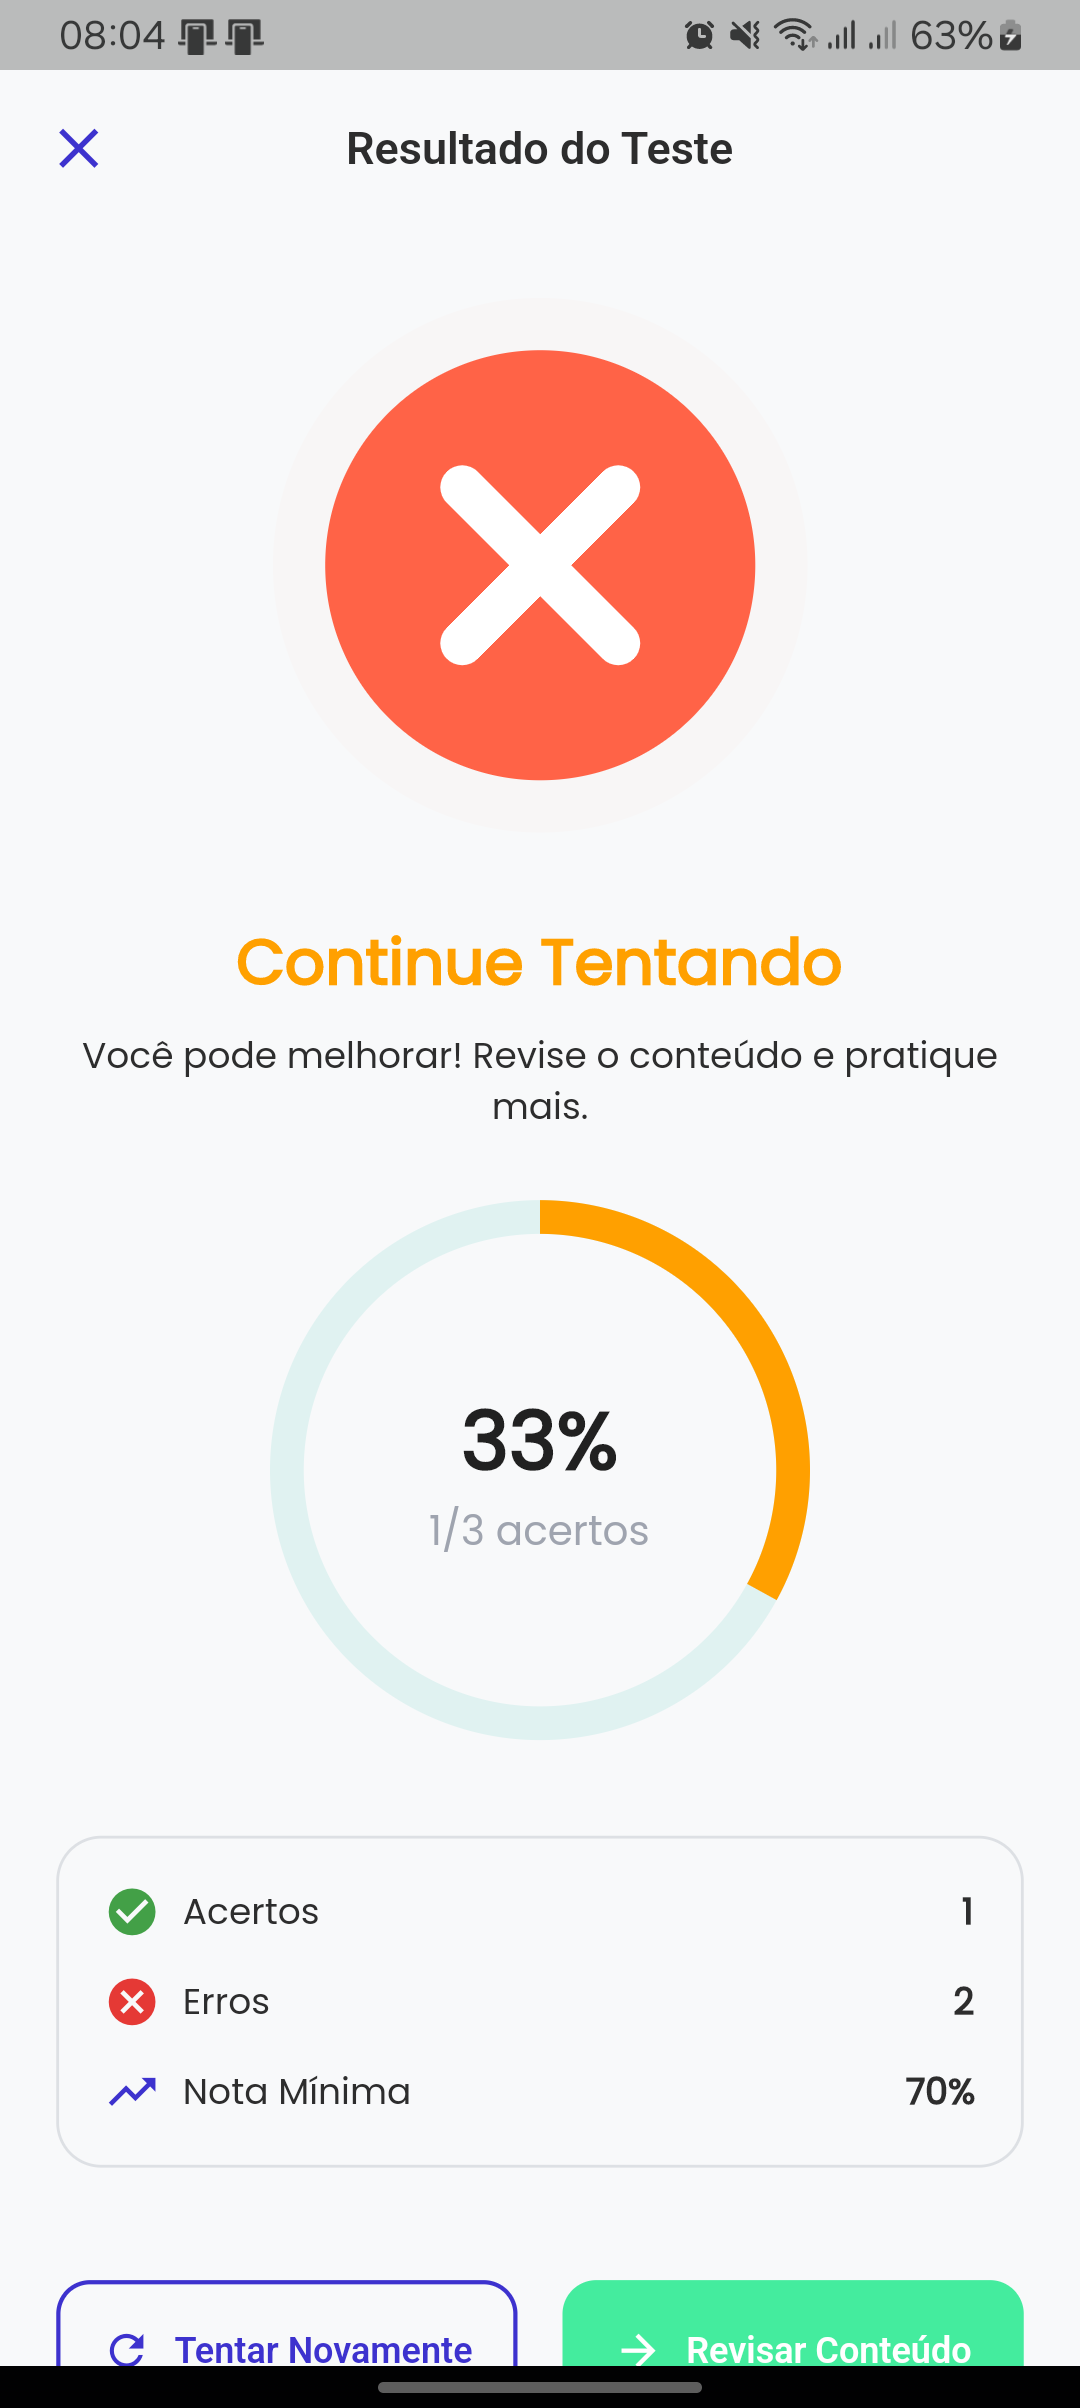 08:04 63%
Resultado do Teste
Continue Tentando
Você pode melhorar! Revise o conteúdo e pratique
mais.
33%
1/3 acertos
Acertos 1
Erros 2
Nota Mínima 70%
Tentar Novamente Revisar Conteúdo